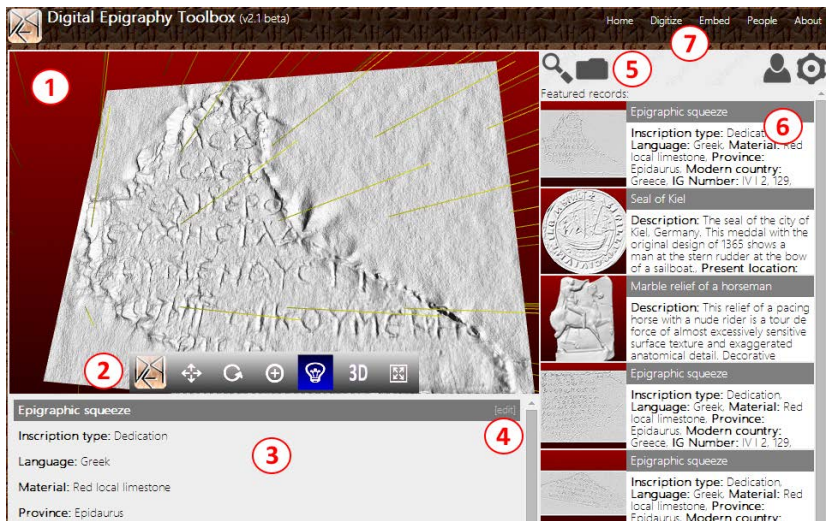 Digital Epigraphy Toolbox (v2.1 beta)
Home Digitize Embed People About
1
2
3D
Epigraphic squeeze [edit]
Inscription type: Dedication
Language: Greek
Material: Red local limestone
Province: Epidaurus
3
4
5
6
7
Featured records:
Epigraphic squeeze
Inscription type:
Language: Greek, Material: Red
local limestone, Province:
Epidaurus, Modern country:
Greece, IG Number: IV I 2, 129,
Seal of Kiel
Description: The seal of the city of
Kiel, Germany, This meddal with the
original design of 1365 shows a
man at the stern rudder at the bow
of a sailboat., Present location:
Marble relief of a horseman
Description: This relief of a pacing
horse with a nude rider is a tour de
force of almost excessively sensitive
surface texture and exaggerated
anatomical detail. Decorative
Epigraphic squeeze
Inscription type: Dedication,
Language: Greek, Material: Red
local limestone, Province:
Epidaurus, Modern country:
Greece, IG Number: IV I 2, 129,
Epigraphic squeeze
Inscription type: Dedication,
Language: Greek, Material: Red
local limestone, Province:
Epidaurus, Modern country: